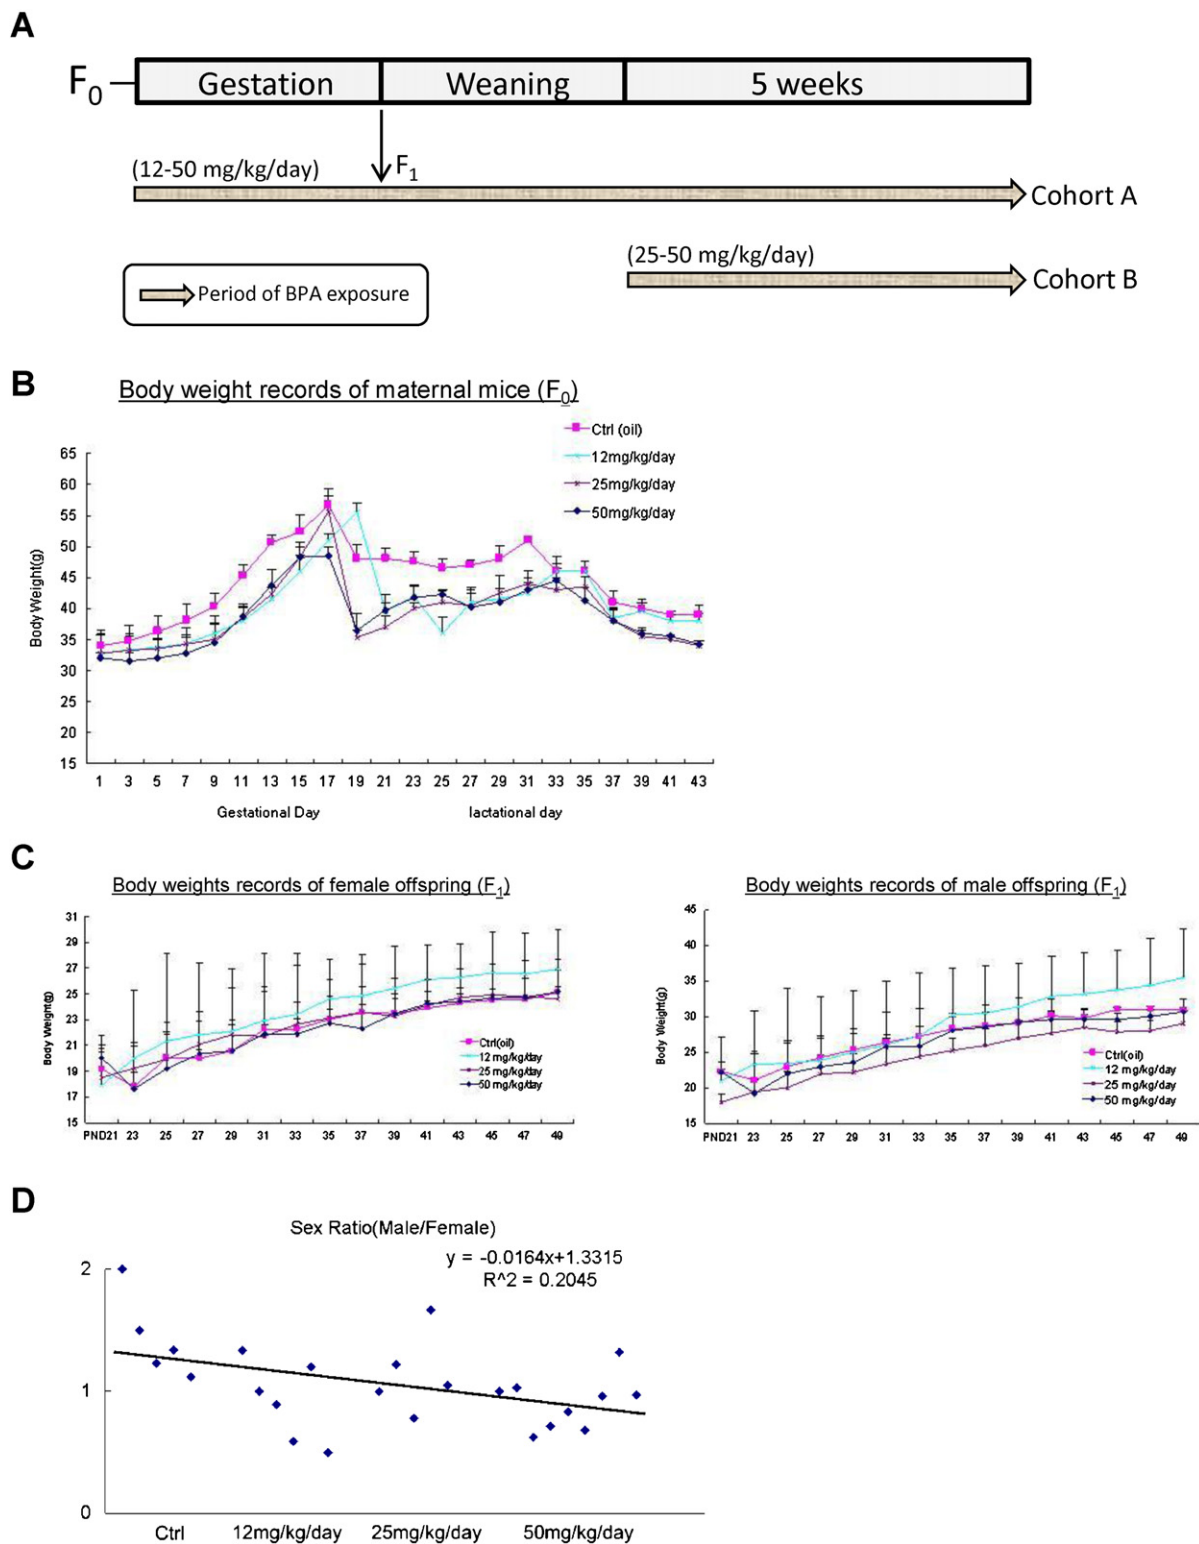 A
F0
Gestation
Weaning
5 weeks
(12-50 mg/kg/day)
F1
Cohort A
(25-50 mg/kg/day)
Cohort B
Period of BPA exposure
B
Body weight records of maternal mice (F0)
Ctrl (oil)
12mg/kg/day
25mg/kg/day
50mg/kg/day
65
60
55
50
45
40
35
30
25
20
15
Body Weight(g)
1 3 5 7 9 11 13 15 17 19 21 23 25 27 29 31 33 35 37 39 41 43
Gestational Day
lactational day
C
Body weights records of female offspring (F1)
31
29
27
25
23
21
19
17
15
Body Weight(g)
Ctrl(oil)
12 mg/kg/day
25 mg/kg/day
50 mg/kg/day
PND21 23 25 27 29 31 33 35 37 39 41 43 45 47 49
Body weights records of male offspring (F1)
45
40
35
30
25
20
15
Body Weight(g)
Ctrl(oil)
12 mg/kg/day
25 mg/kg/day
50 mg/kg/day
PND21 23 25 27 29 31 33 35 37 39 41 43 45 47 49
D
Sex Ratio(Male/Female)
y = -0.0164x+1.3315
R^2 = 0.2045
2
1
0
Ctrl
12mg/kg/day
25mg/kg/day
50mg/kg/day